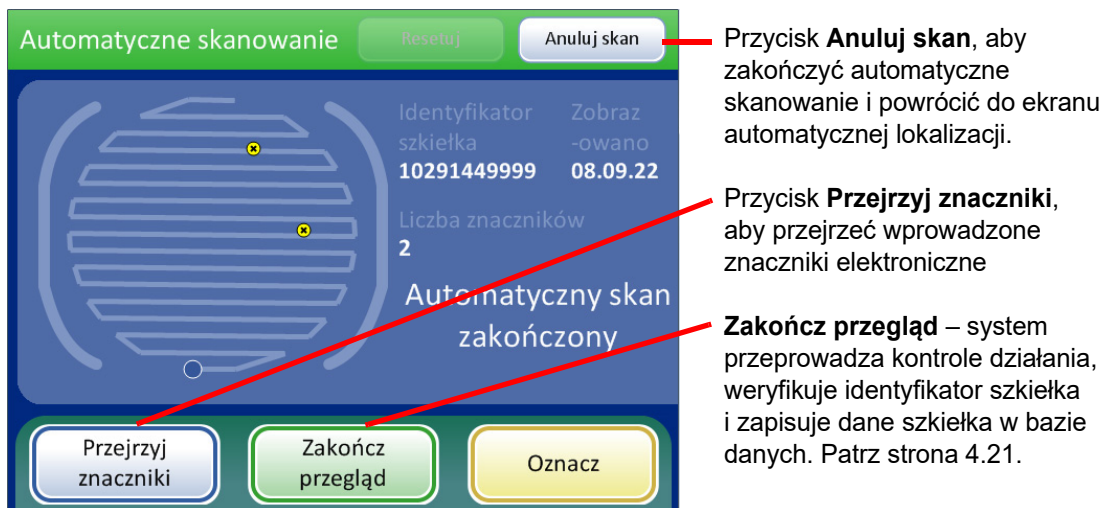 Automatyczne skanowanie
Resetuj
Anuluj skan
Identyfikator
szkiełka
10291449999
Zobraz
-owano
08.09.22
Liczba znaczników
2
Automatyczny skan
zakończony
Przejrzyj
znaczniki
Zakończ
przegląd
Oznacz
Przycisk Anuluj skan, aby
zakończyć automatyczne
skanowanie i powrócić do ekranu
automatycznej lokalizacji.
Przycisk Przejrzyj znaczniki,
aby przejrzeć wprowadzone
znaczniki elektroniczne
Zakończ przegląd – system
przeprowadza kontrole działania,
weryfikuje identyfikator szkiełka
i zapisuje dane szkiełka w bazie
danych. Patrz strona 4.21.